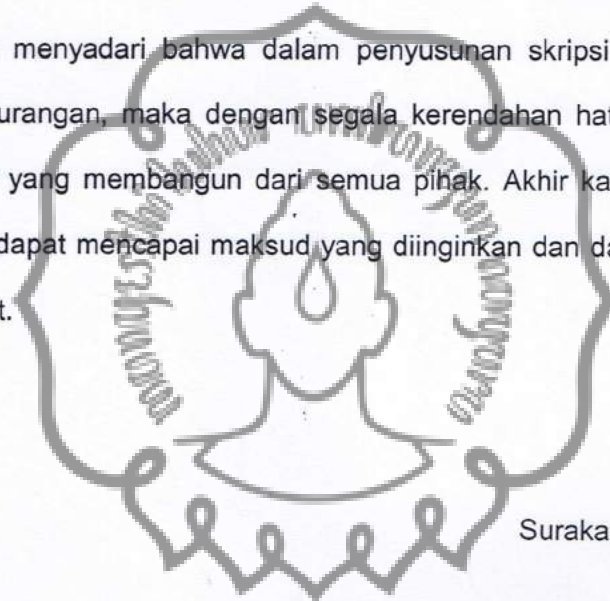 menyadari bahwa dalam penyusunan skripsi
urangan, maka dengan segala kerendahan hat
yang membangun dari semua pihak. Akhir ka
dapat mencapai maksud yang diinginkan dan da
t.
Suraka